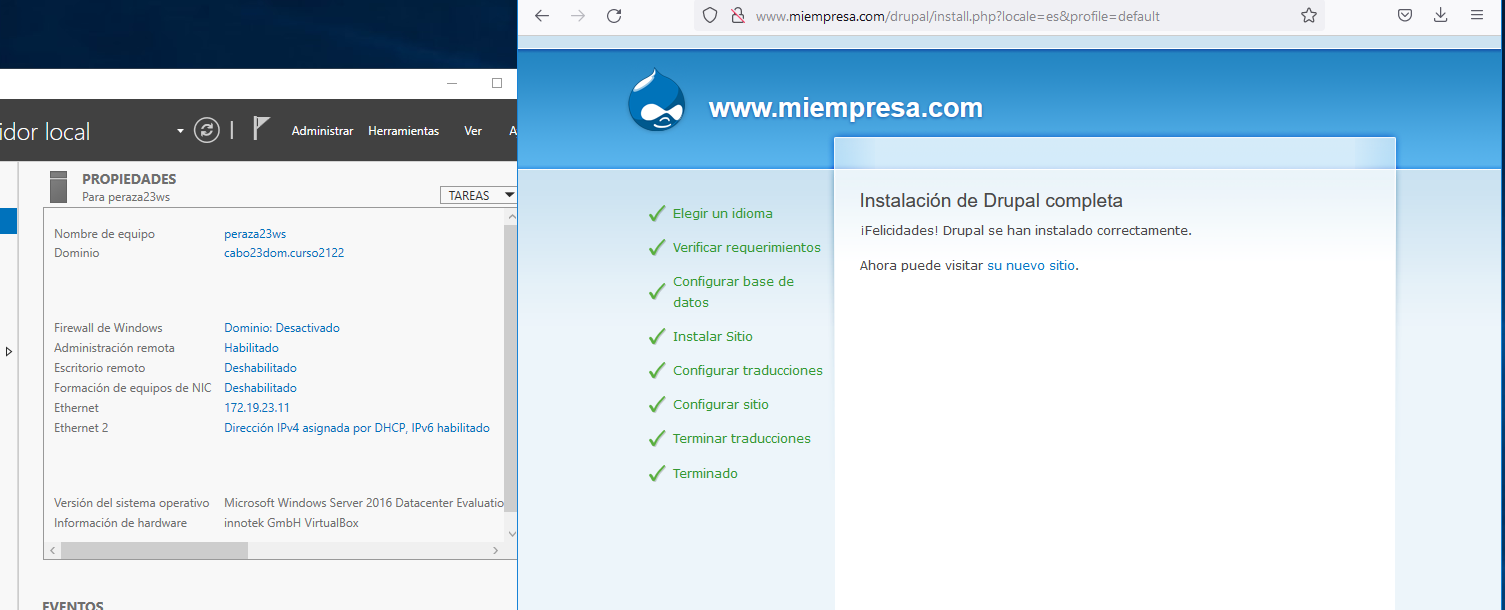 www.miempresa.com/drupal/install.php?locale=es&profile=default
idor local
Administrar Herramientas Ver A
PROPIEDADES
Para peraza23ws
TAREAS
Nombre de equipo peraza23ws
Dominio cabo23dom.curso2122
Firewall de Windows Dominio: Desactivado
Administración remota Habilitado
Escritorio remoto Deshabilitado
Formación de equipos de NIC Deshabilitado
Ethernet 172.19.23.11
Ethernet 2 Dirección IPv4 asignada por DHCP, IPv6 habilitado
Versión del sistema operativo Microsoft Windows Server 2016 Datacenter Evaluatio
Información de hardware innotek GmbH VirtualBox
EVENTOS
www.miempresa.com
Elegir un idioma
Verificar requerimientos
Configurar base de
datos
Instalar Sitio
Configurar traducciones
Configurar sitio
Terminar traducciones
Terminado
Instalación de Drupal completa
¡Felicidades! Drupal se han instalado correctamente.
Ahora puede visitar su nuevo sitio.